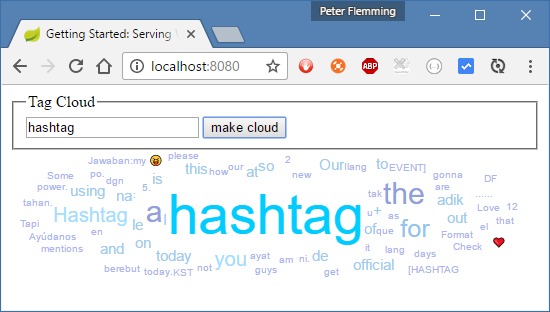 Peter Flemming
Getting Started: Serving
localhost:8080
ABP
Tag Cloud
hashtag
make cloud
Jawaban:my please
Some po. dgn is this how our at so 2 new Our llang to EVENT] gonna DF
power. using na: 5. tak the are ......
tahan. Hashtag le a l hashtag u + as adik Love 12
Tapi en of que for out el that
Ayúdanos on it Format
mentions and today you ayat am ni. de lang days Check
berebut today.KST not guys get official [HASHTAG